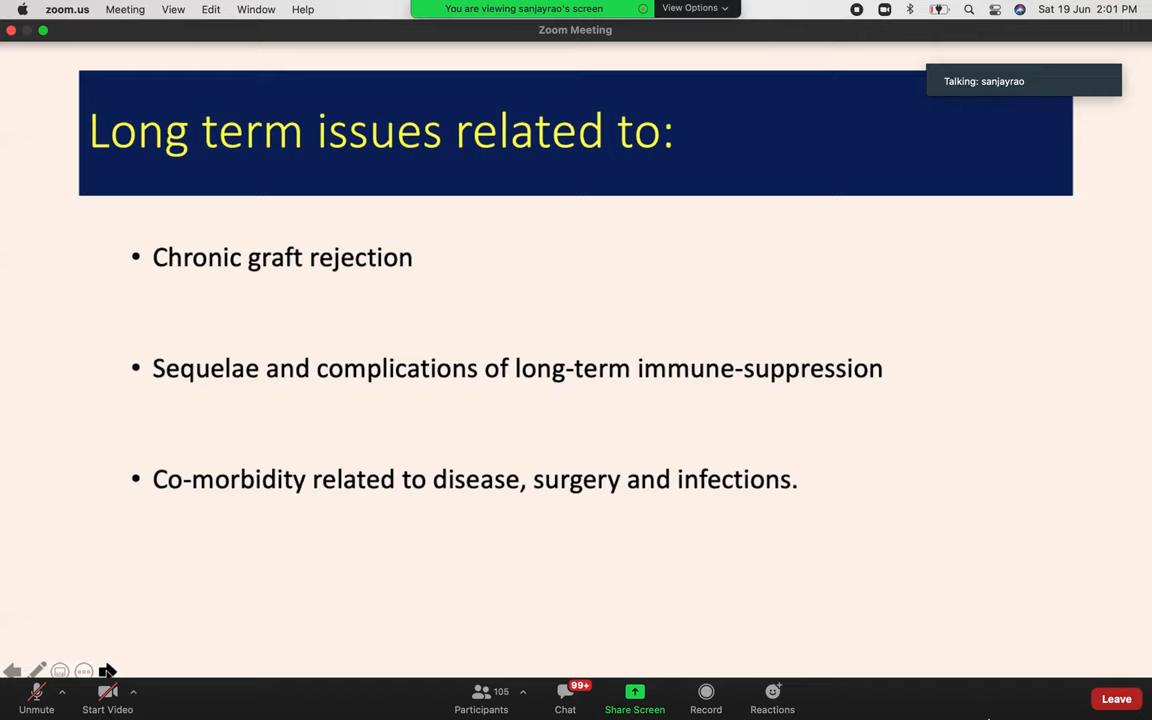 zoom.us Meeting View Edit Window Help
You are viewing sanjayrao's screen View Options
Sat 19 Jun 2:01 PM
Zoom Meeting
Talking: sanjayrao
Long term issues related to:
• Chronic graft rejection
• Sequelae and complications of long-term immune-suppression
• Co-morbidity related to disease, surgery and infections.
Unmute
Start Video
105
Participants
99+
Chat
Share Screen
Record
Reactions
Leave